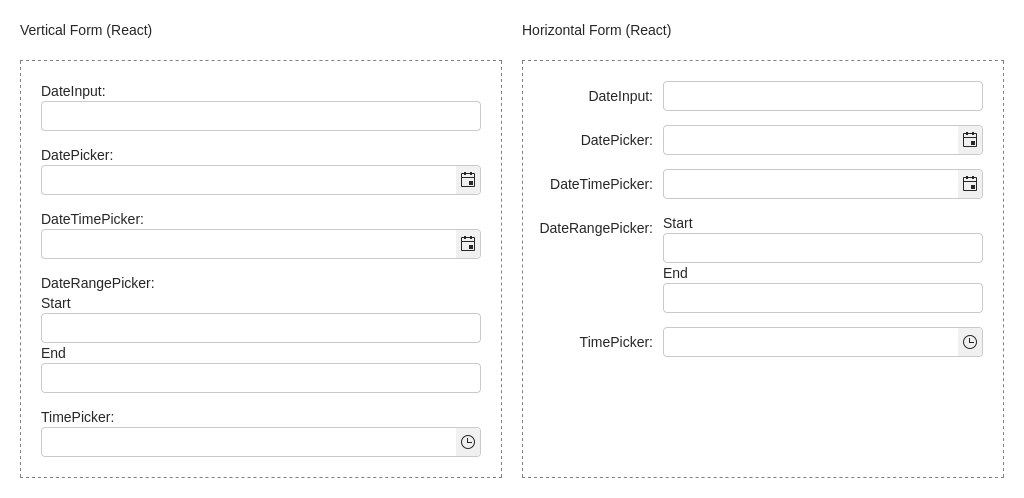 Vertical Form (React)
DateInput:
DatePicker:
DateTimePicker:
DateRangePicker:
Start
End
TimePicker:
Horizontal Form (React)
DateInput:
DatePicker:
DateTimePicker:
DateRangePicker:
Start
End
TimePicker: